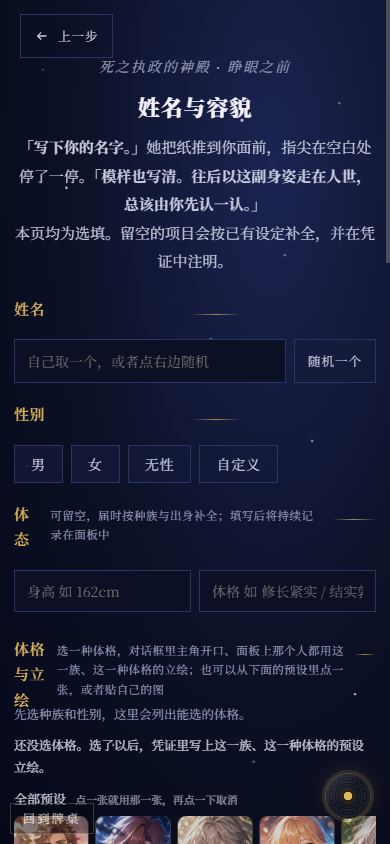 ← 上一步
死之执政的神殿 · 睁眼之前
姓名与容貌
「写下你的名字。」她把纸推到你面前，指尖在空白处
停了一停。「模样也写清。往后以这副身姿走在人世，
总该由你先认一认。」
本页均为选填。留空的项目会按已有设定补全，并在凭
证中注明。
姓名
自己取一个，或者点右边随机
随机一个
性别
男
女
无性
自定义
体态
可留空，届时按种族与出身补全；填写后将持续记
录在面板中
身高 如 162cm
体格 如 修长紧实 / 结实
体格与立绘
选一种体格，对话框里主角开口、面板上那个人都用这
一族、这一种体格的立绘；也可以从下面的预设里点一
张，或者贴自己的图
先选种族和性别，这里会列出能选的体格。
还没选体格。选了以后，凭证里写上这一族、这一种体格的预设
立绘。
全部预设 点一张就用那一张，再点一下取消
回到牌桌